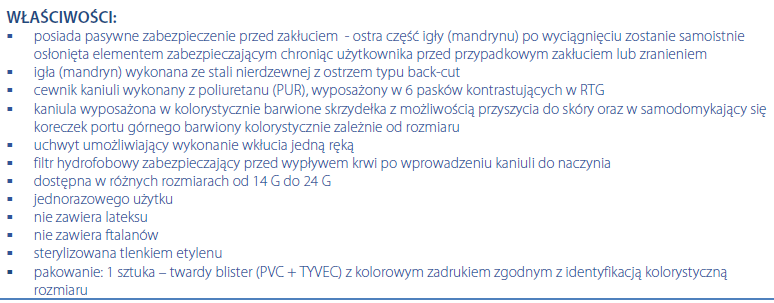 WŁAŚCIWOŚCI:
▪ posiada pasywne zabezpieczenie przed zakłuciem - ostra część igły (mandrynu) po wyciągnięciu zostanie samoistnie
osłonięta elementem zabezpieczającym chroniąc użytkownika przed przypadkowym zakłuciem lub zranieniem
▪ igła (mandryn) wykonana ze stali nierdzewnej z ostrzem typu back-cut
▪ cewnik kaniuli wykonany z poliuretanu (PUR), wyposażony w 6 pasków kontrastujących w RTG
▪ kaniula wyposażona w kolorystycznie barwione skrzydełka z możliwością przyszycia do skóry oraz w samodomykający się
koreczek portu górnego barwiony kolorystycznie zależnie od rozmiaru
▪ uchwyt umożliwiający wykonanie wkłucia jedną ręką
▪ filtr hydrofobowy zabezpieczający przed wypływem krwi po wprowadzeniu kaniuli do naczynia
▪ dostępna w różnych rozmiarach od 14 G do 24 G
▪ jednorazowego użytku
▪ nie zawiera lateksu
▪ nie zawiera ftalanów
▪ sterylizowana tlenkiem etylenu
▪ pakowanie: 1 sztuka – twardy blister (PVC + TYVEC) z kolorowym zadrukiem zgodnym z identyfikacją kolorystyczną
rozmiaru